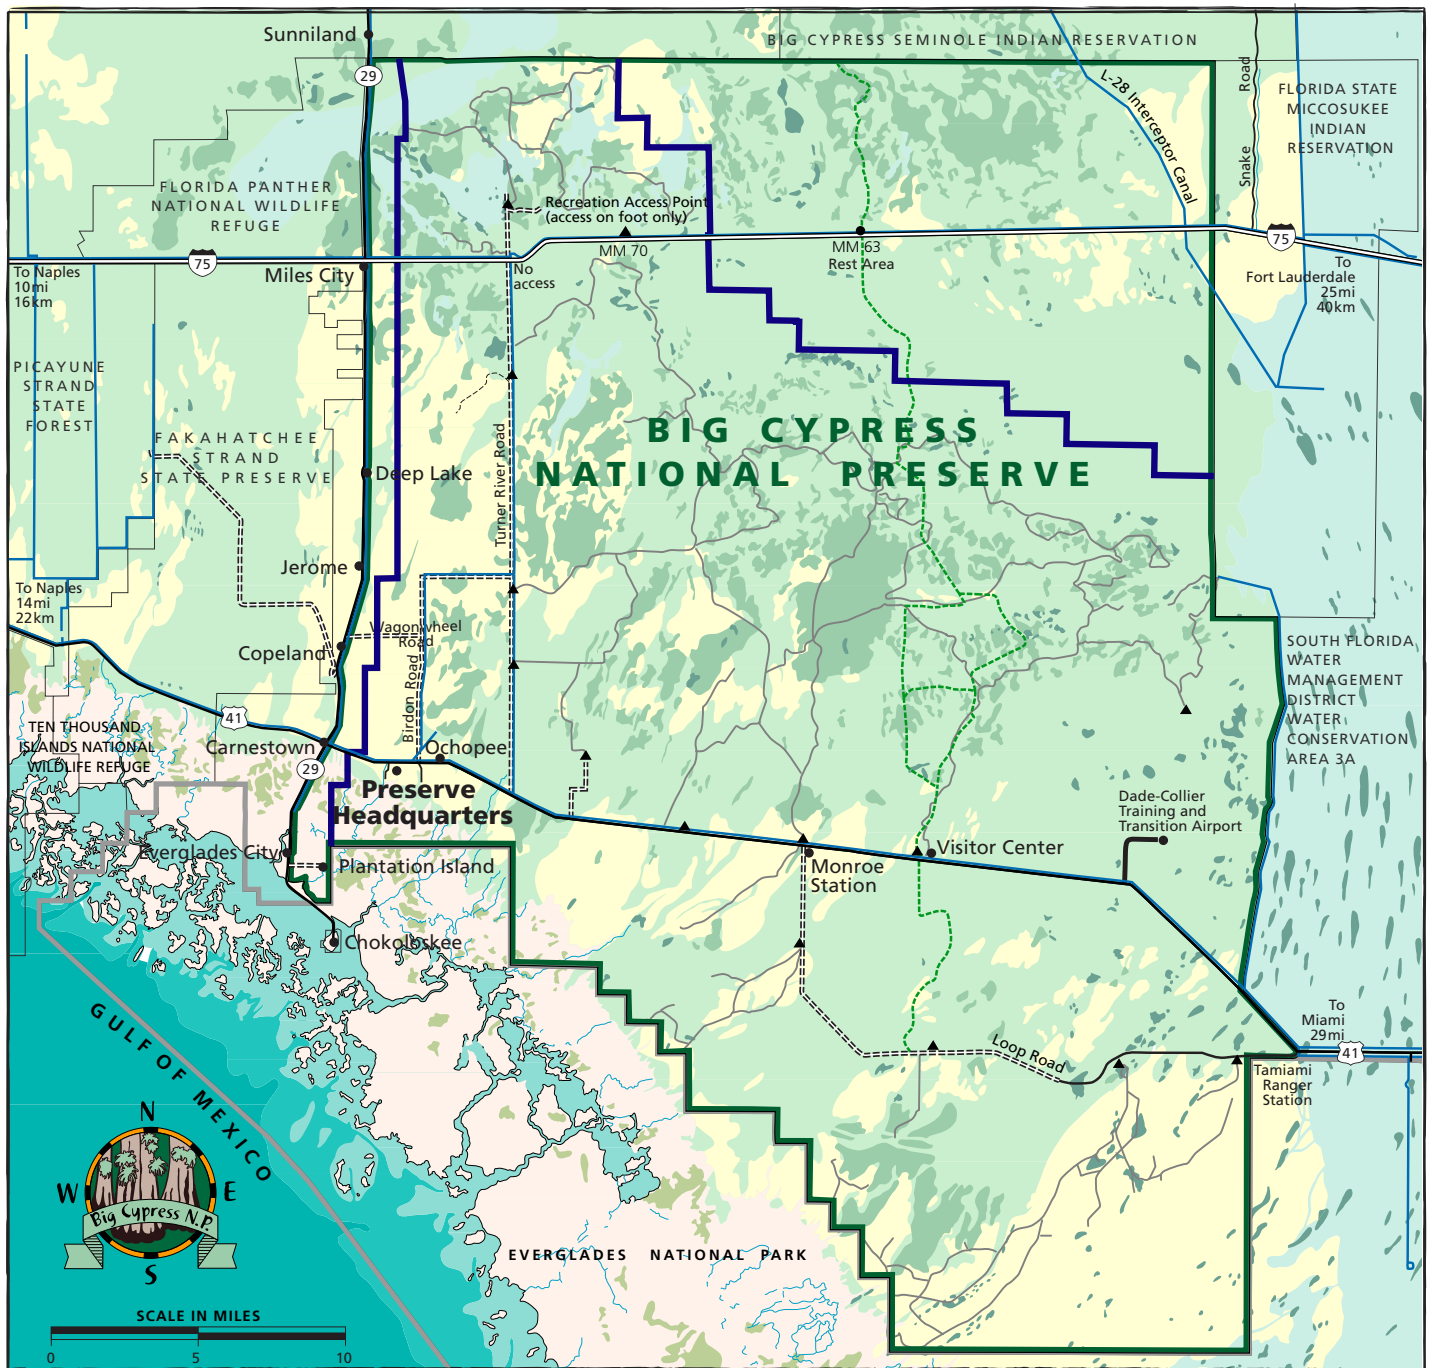 Sunniland
BIG CYPRESS SEMINOLE INDIAN RESERVATION
29
L-28 Interceptor Canal
Snake Road
FLORIDA STATE
MICCOSUKEE
INDIAN
RESERVATION
FLORIDA PANTHER
NATIONAL WILDLIFE
REFUGE
Recreation Access Point
(access on foot only)
MM 70
MM 63
Rest Area
75
75
To Naples
10mi
16km
Miles City
No
access
To
Fort Lauderdale
25mi
40km
PICAYUNE
STRAND
STATE
FOREST
FAKAHATCHEE
STRAND
STATE PRESERVE
Deep Lake
Turner River Road
BIG CYPRESS
NATIONAL PRESERVE
Jerome
To Naples
14mi
22km
Wagonwheel
Road
Copeland
Birdon Road
SOUTH FLORIDA
WATER
MANAGEMENT
DISTRICT
WATER
CONSERVATION
AREA 3A
41
TEN THOUSAND
ISLANDS NATIONAL
WILDLIFE REFUGE
Carnestown
29
Ochopee
Preserve
Headquarters
Dade-Collier
Training and
Transition Airport
Everglades City
Plantation Island
Monroe
Station
Visitor Center
Chokoloskee
GULF OF MEXICO
Loop Road
To
Miami
29mi
41
Tamiami
Ranger
Station
N
W
E
S
Big Cypress N.P.
EVERGLADES NATIONAL PARK
SCALE IN MILES
0 5 10